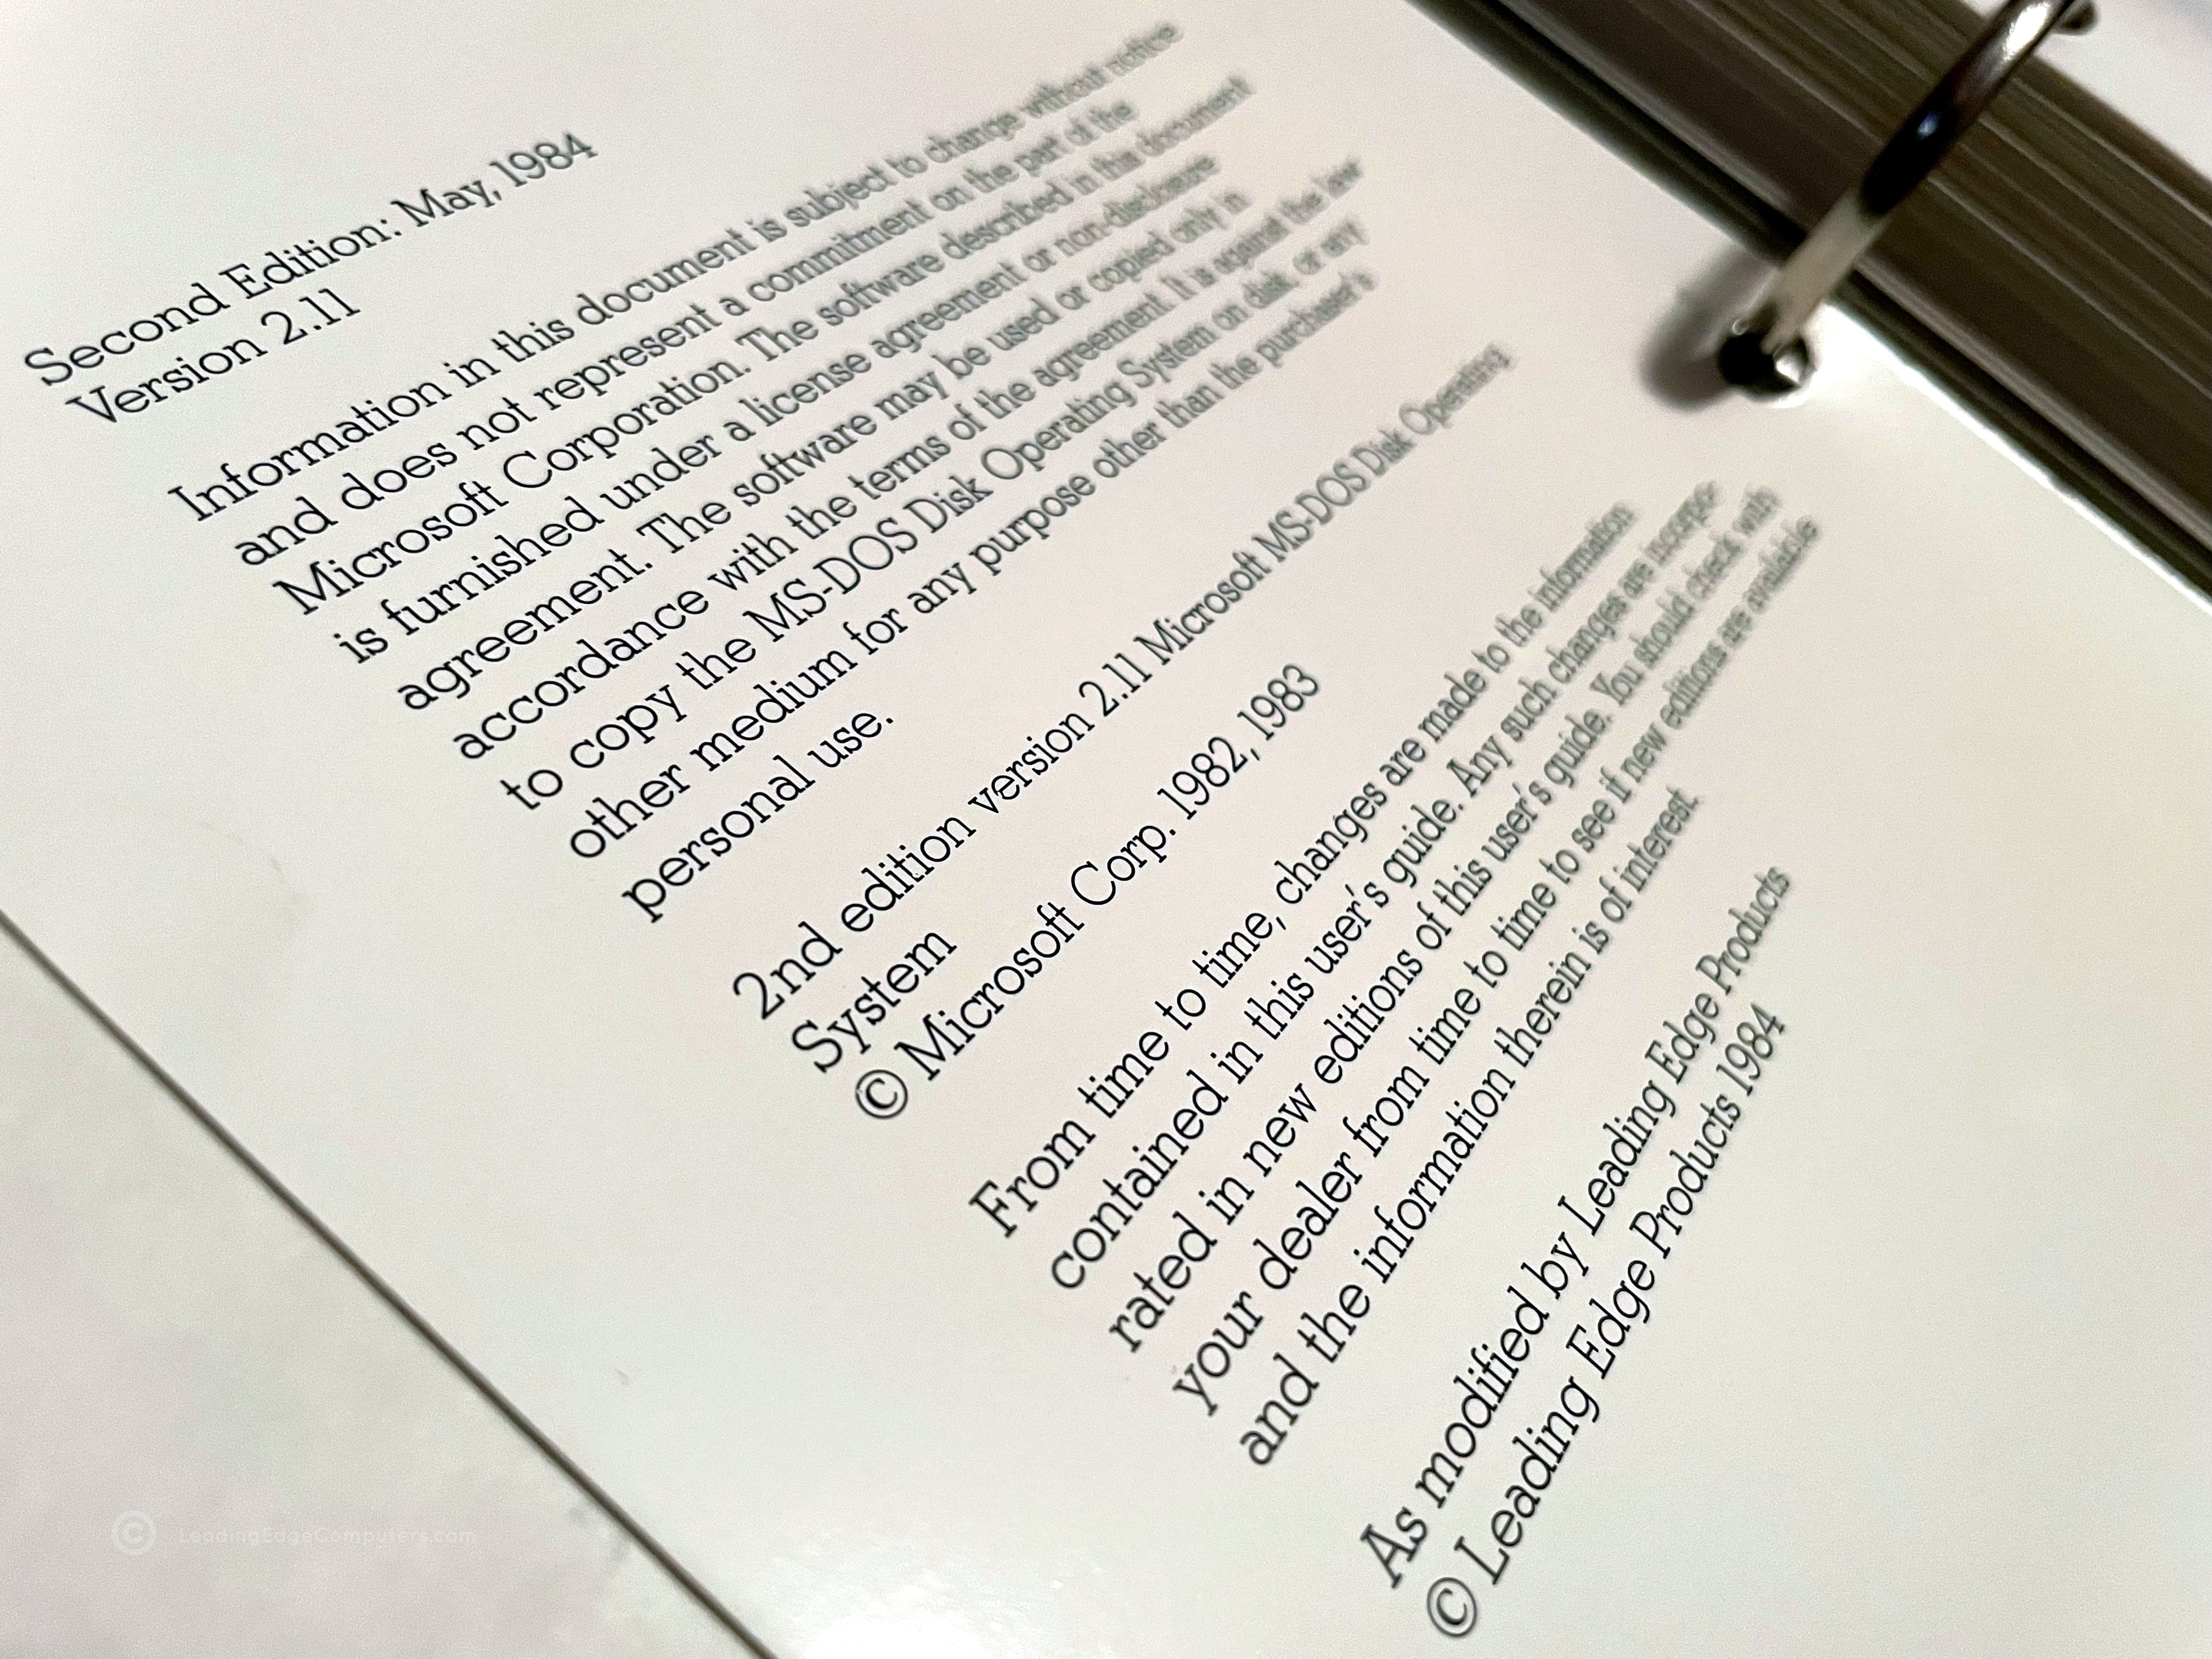 Second Edition: May, 1984
Version 2.11
Information in this document is subject to change without notice
and does not represent a commitment on the part of the
Microsoft Corporation. The software described in this document
is furnished under a license agreement or non-disclosure
agreement. The software may be used or copied only in
accordance with the terms of the agreement. It is against the law
to copy the MS-DOS Disk Operating System on disk, or any
other medium for any purpose other than the purchaser's
personal use.
2nd edition version 2.11 Microsoft MS-DOS Disk Operating
System
© Microsoft Corp. 1982, 1983
From time to time, changes are made to the information
contained in this user's guide. Any such changes are incorpo-
rated in new editions of this user's guide. You should check with
your dealer from time to time to see if new editions are available
and the information therein is of interest.
As modified by Leading Edge Products
© Leading Edge Products 1984
© LeadingEdgeComputers.com